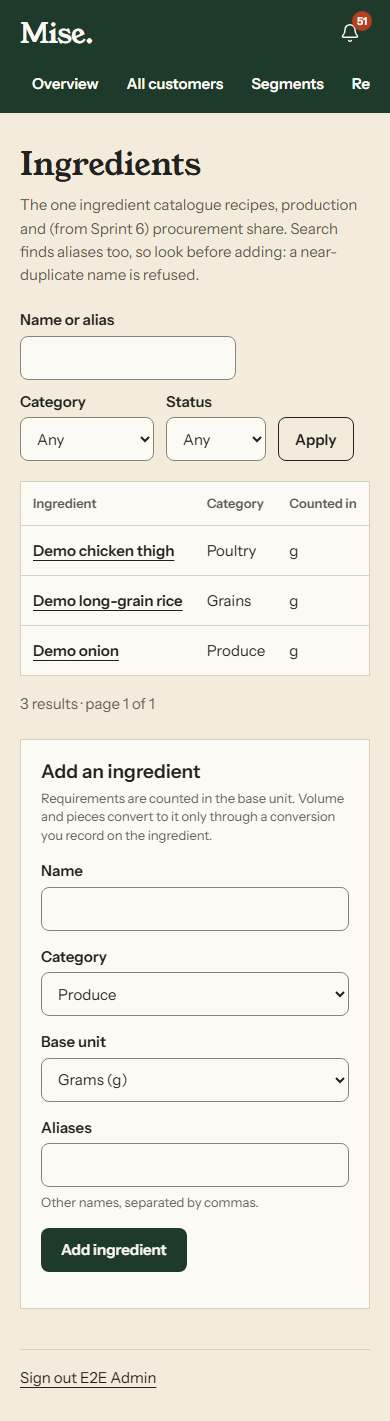 Mise.
51
Overview All customers Segments Re
Ingredients
The one ingredient catalogue recipes, production
and (from Sprint 6) procurement share. Search
finds aliases too, so look before adding: a near-
duplicate name is refused.
Name or alias
Category Status
Any Any Apply
Ingredient Category Counted in
Demo chicken thigh Poultry g
Demo long-grain rice Grains g
Demo onion Produce g
3 results · page 1 of 1
Add an ingredient
Requirements are counted in the base unit. Volume
and pieces convert to it only through a conversion
you record on the ingredient.
Name
Category
Produce
Base unit
Grams (g)
Aliases
Other names, separated by commas.
Add ingredient
Sign out E2E Admin